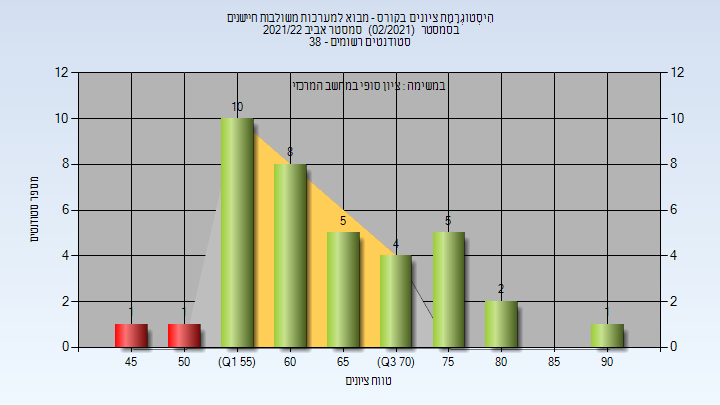 הִיסְטוֹגְרָמַת ציונים בקורס - מבוא למערכות משולבות חיישנים
בסמסטר (02/2021) סמסטר אביב 2021/22
סטודנטים רשומים - 38
במשימה : ציון סופי במחשב המרכזי
מספר סטודנטים
12 12
10 10
8 8
6 6
4 4
2 2
0 0
1 1 10 8 5 4 5 2 1
45 50 (Q1 55) 60 65 (Q3 70) 75 80 85 90
טווח ציונים